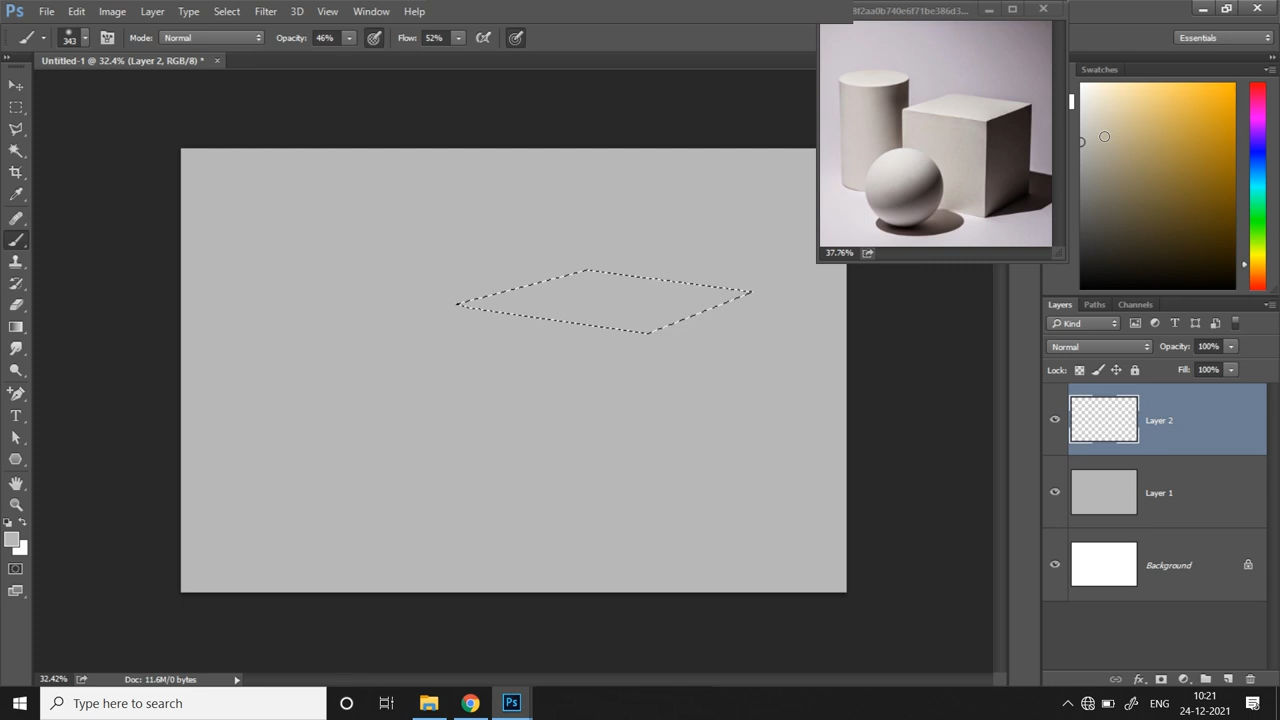 Ps File Edit Image Layer Type Select Filter 3D View Window Help
8f2aa0b740e6f71be386d3...
343 Mode: Normal Opacity: 46% Flow: 52% Essentials
Untitled-1 @ 32.4% (Layer 2, RGB/8) *
Swatches
37.76%
Layers Paths Channels
Kind
Normal Opacity: 100%
Lock: Fill: 100%
Layer 2
Layer 1
Background
32.42% Doc: 11.6M/0 bytes
Type here to search
Ps
ENG
10:21
24-12-2021